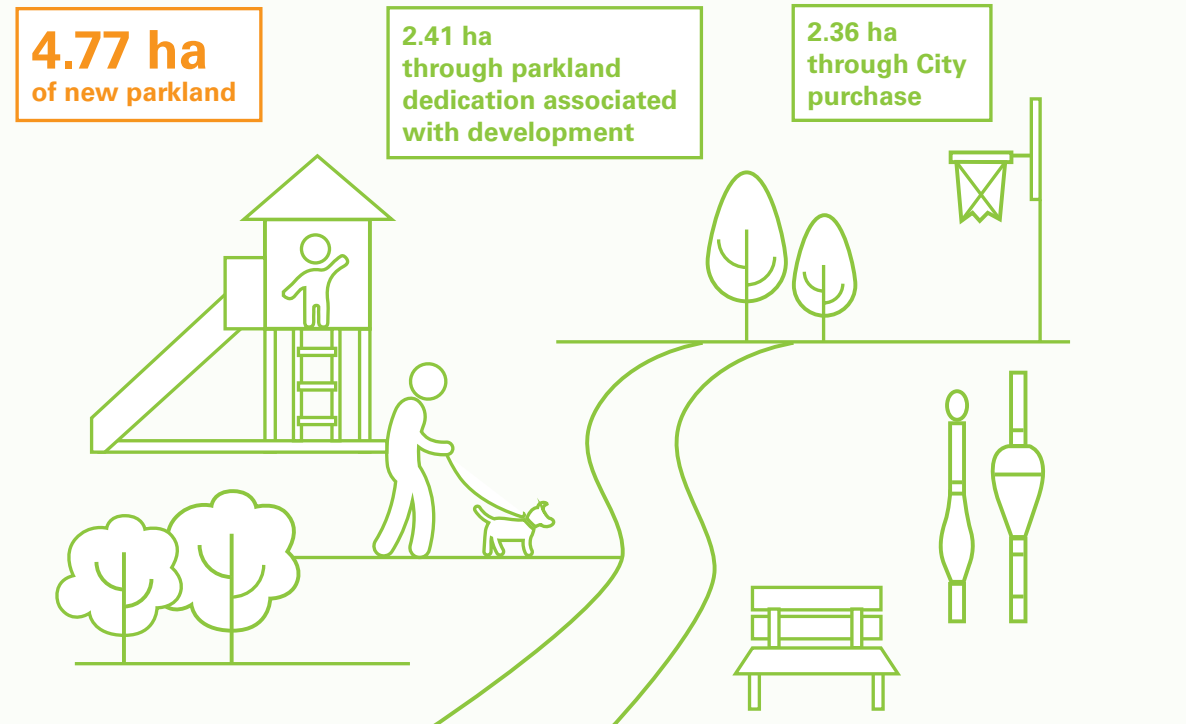 4.77 ha
of new parkland
2.41 ha
through parkland
dedication associated
with development
2.36 ha
through City
purchase